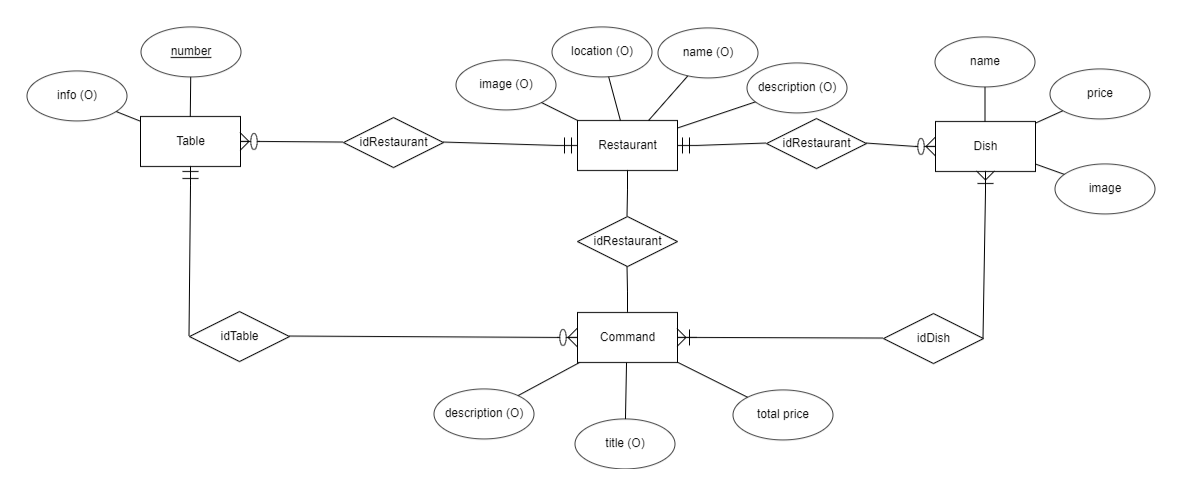 number
location (O)
name (O)
name
image (O)
description (O)
info (O)
price
Table
idRestaurant
Restaurant
idRestaurant
Dish
image
idRestaurant
idTable
Command
idDish
description (O)
title (O)
total price